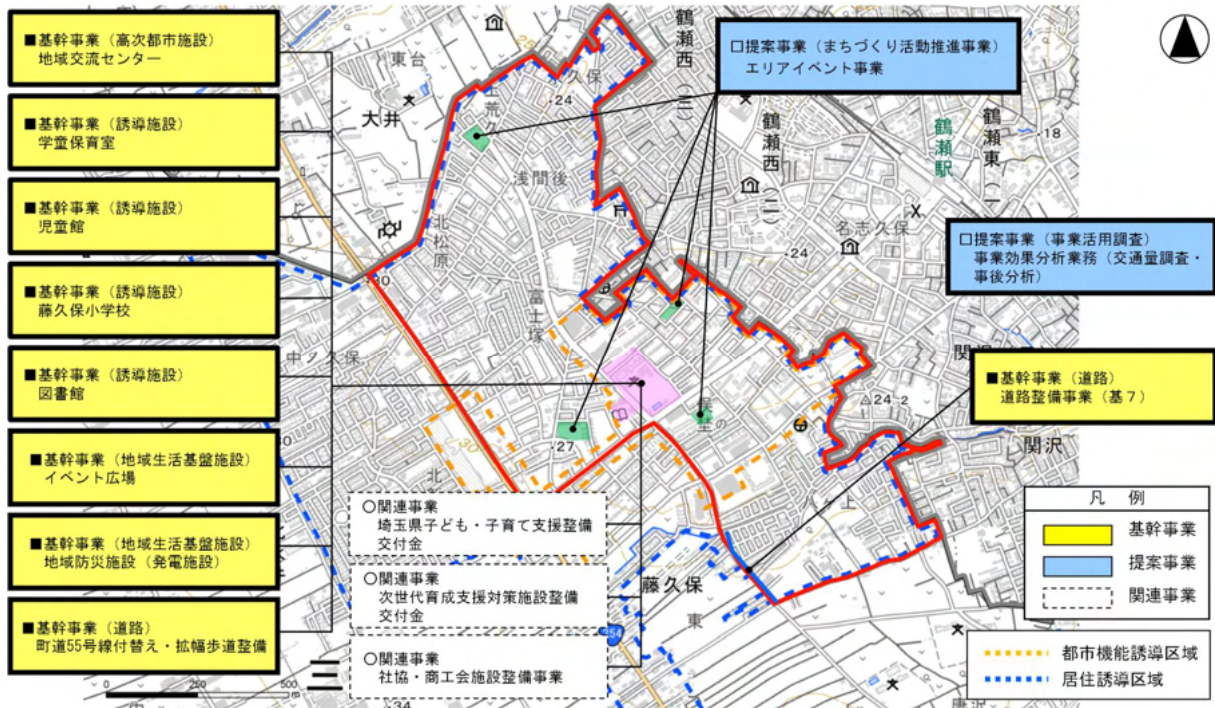 ■基幹事業（高次都市施設）
地域交流センター
■基幹事業（誘導施設）
学童保育室
■基幹事業（誘導施設）
児童館
■基幹事業（誘導施設）
藤久保小学校
■基幹事業（誘導施設）
図書館
■基幹事業（地域生活基盤施設）
イベント広場
■基幹事業（地域生活基盤施設）
地域防災施設（発電施設）
■基幹事業（道路）
町道55号線付替え・拡幅歩道整備
□提案事業（まちづくり活動推進事業）
エリアイベント事業
□提案事業（事業活用調査）
事業効果分析業務（交通量調査・
事後分析）
■基幹事業（道路）
道路整備事業（基７）
○関連事業
埼玉県子ども・子育て支援整備
交付金
○関連事業
次世代育成支援対策施設整備
交付金
○関連事業
社協・商工会施設整備事業
凡 例
基幹事業
提案事業
関連事業
都市機能誘導区域
居住誘導区域
東台
大井
24
浅間後
北松原
富士塚
中ノ久保
鶴瀬西（三）
鶴瀬西（二）
鶴瀬駅
鶴瀬東（一）
18
名志久保
24
30
27
24.2
関沢
藤久保
東
254
34
三
0
250
500
m